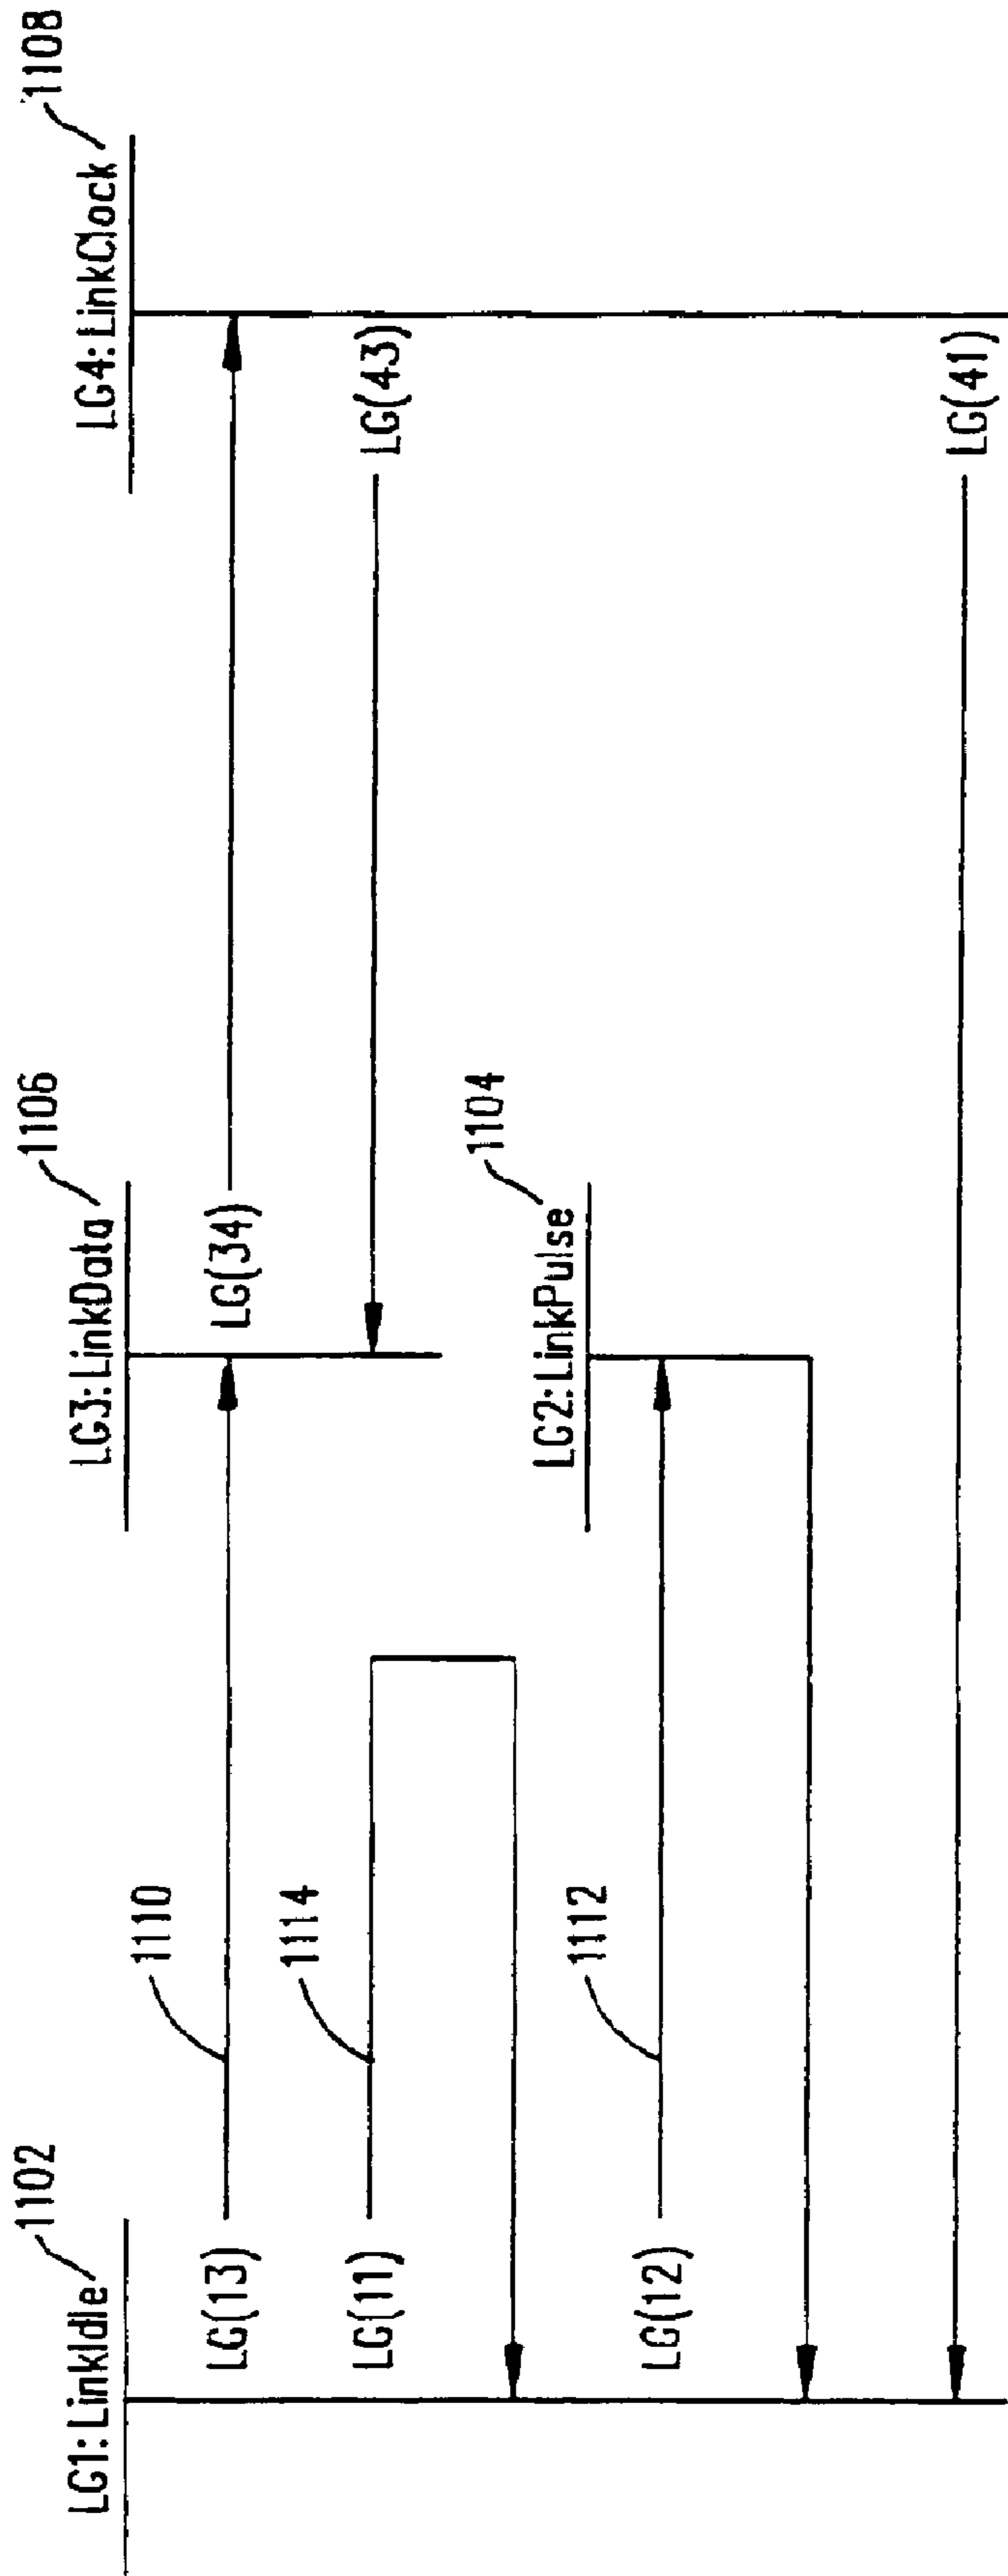 LG1: LinkIdle
1102
LG3: LinkData
1106
LG4: LinkClock
1108
LG(13)
1110
LG(34)
LG(11)
1114
LG(43)
LG2: LinkPulse
1104
LG(12)
1112
LG(41)